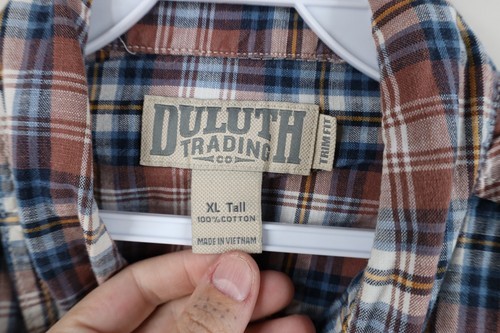 DULUTH
TRADING
CO
TRIM FIT
XL Tall
100% COTTON
MADE IN VIETNAM